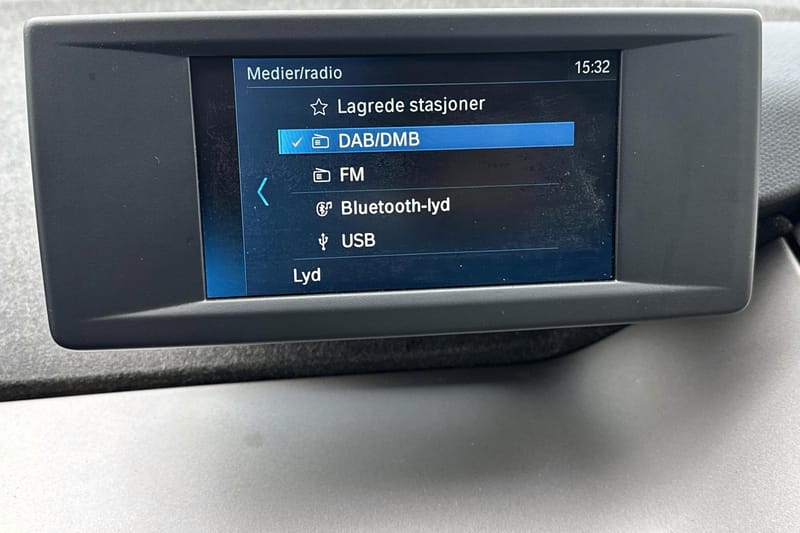 Medier/radio
15:32
Lagrede stasjoner
DAB/DMB
FM
Bluetooth-lyd
USB
Lyd